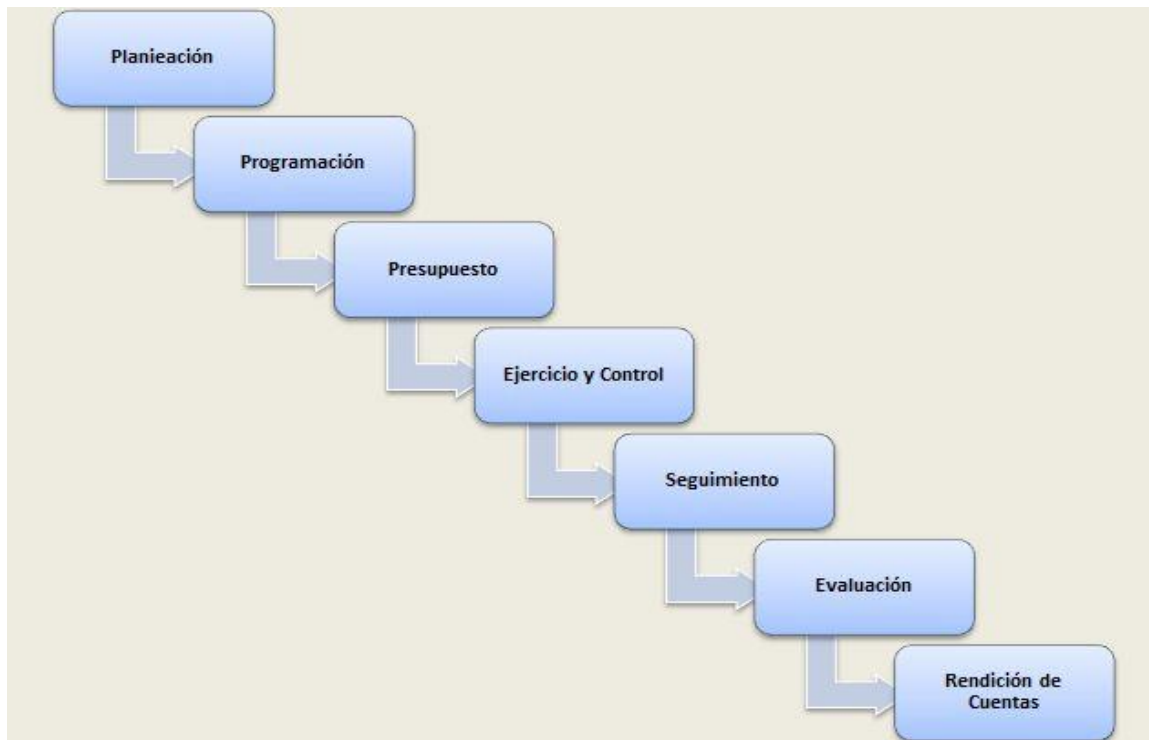 Planieación
Programación
Presupuesto
Ejercicio y Control
Seguimiento
Evaluación
Rendición de
Cuentas